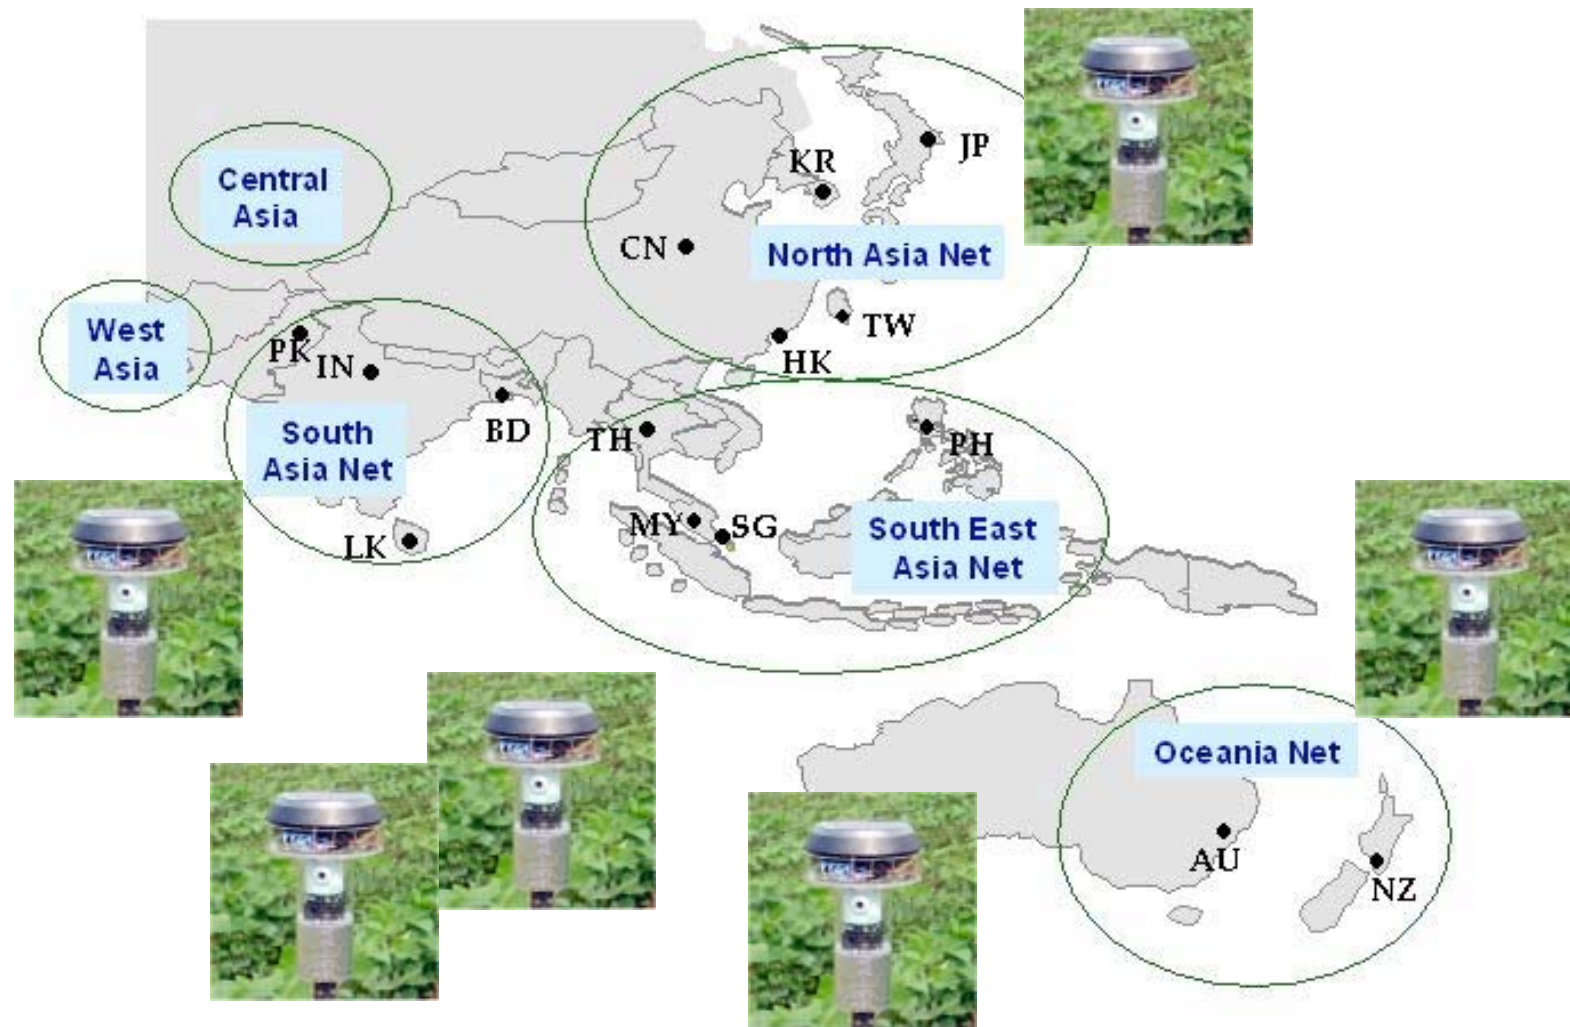 JP
KR
Central
Asia
CN
North Asia Net
West
Asia
TW
PK
IN
HK
BD
South
Asia Net
TH
PH
MY
SG
South East
Asia Net
LK
Oceania Net
AU
NZ